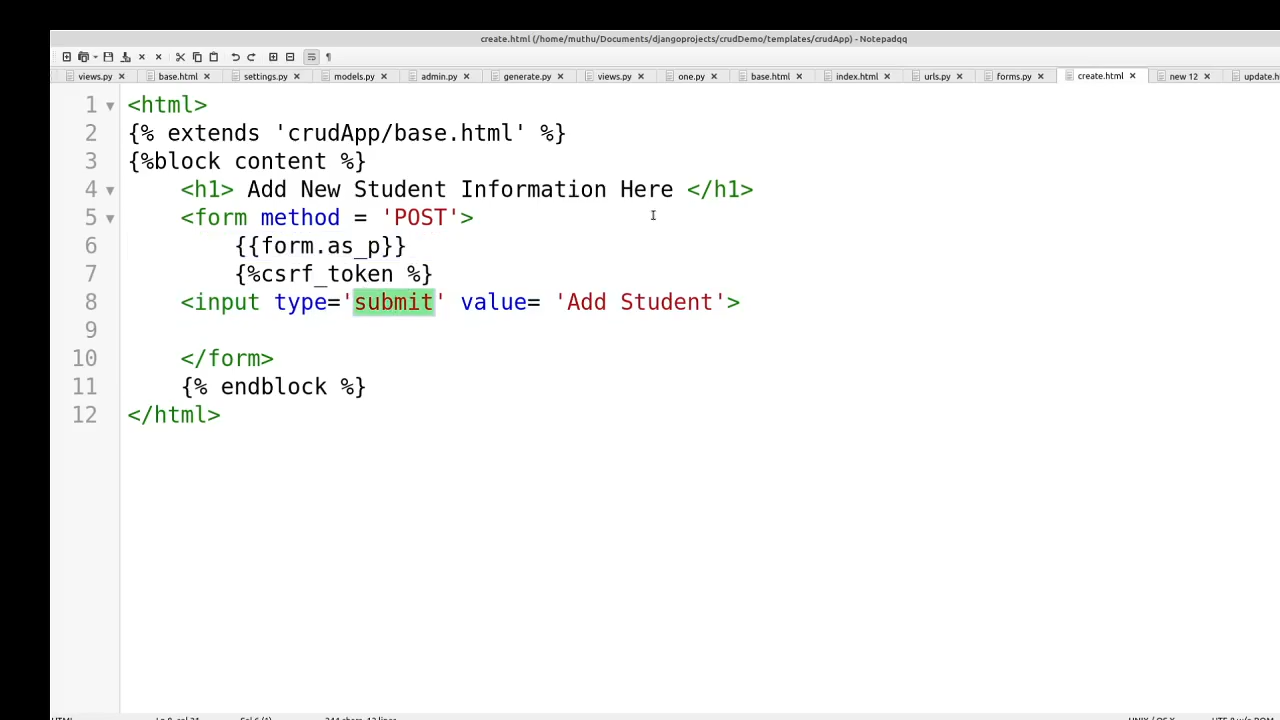 create.html (/home/muthu/Documents/djangoprojects/crudDemo/templates/crudApp) - Notepadqq
views.py base.html settings.py models.py admin.py generate.py views.py one.py base.html index.html urls.py forms.py create.html new 12
1 <html>
2 {% extends 'crudApp/base.html' %}
3 {%block content %}
4 <h1> Add New Student Information Here </h1>
5 <form method = 'POST'>
6 {{form.as_p}}
7 {%csrf_token %}
8 <input type='submit' value= 'Add Student'>
9
10 </form>
11 {% endblock %}
12 </html>